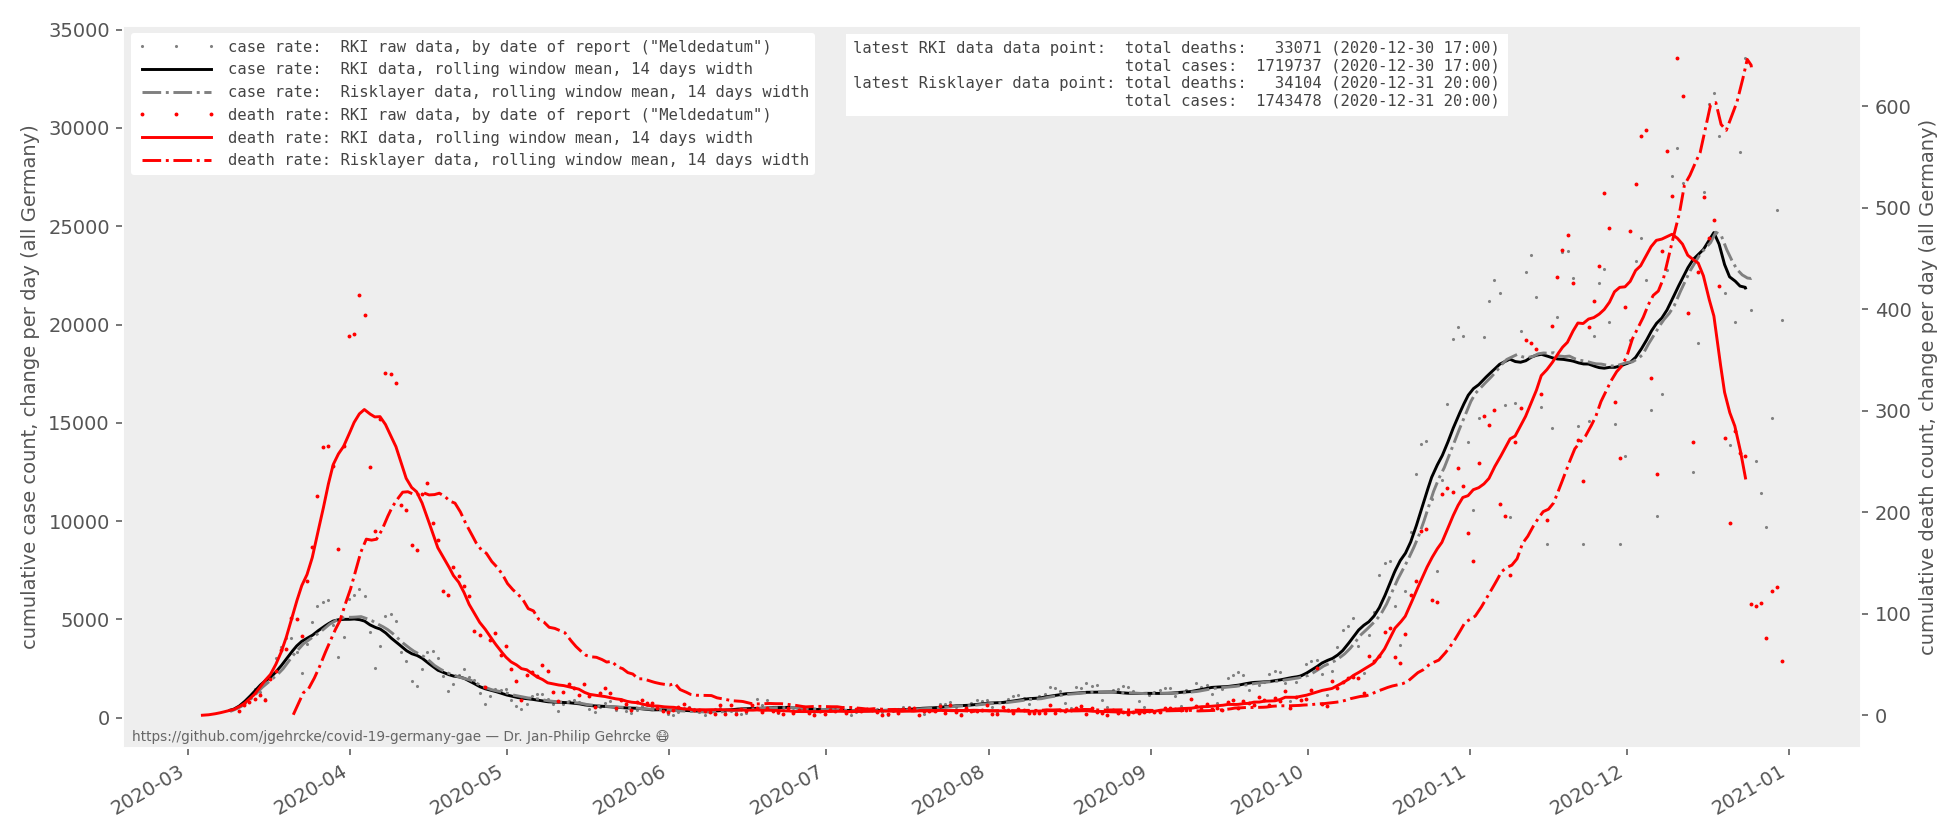 case rate:  RKI raw data, by date of report ("Meldedatum")
case rate:  RKI data, rolling window mean, 14 days width
case rate:  Risklayer data, rolling window mean, 14 days width
death rate: RKI raw data, by date of report ("Meldedatum")
death rate: RKI data, rolling window mean, 14 days width
death rate: Risklayer data, rolling window mean, 14 days width
latest RKI data data point:  total deaths:   33071 (2020-12-30 17:00)
total cases:  1719737 (2020-12-30 17:00)
latest Risklayer data point: total deaths:   34104 (2020-12-31 20:00)
total cases:  1743478 (2020-12-31 20:00)
cumulative case count, change per day (all Germany)
35000
30000
25000
20000
15000
10000
5000
0
600
500
400
300
200
100
0
cumulative death count, change per day (all Germany)
https://github.com/jgehrcke/covid-19-germany-gae — Dr. Jan-Philip Gehrcke 😷
2020-03
2020-04
2020-05
2020-06
2020-07
2020-08
2020-09
2020-10
2020-11
2020-12
2021-01